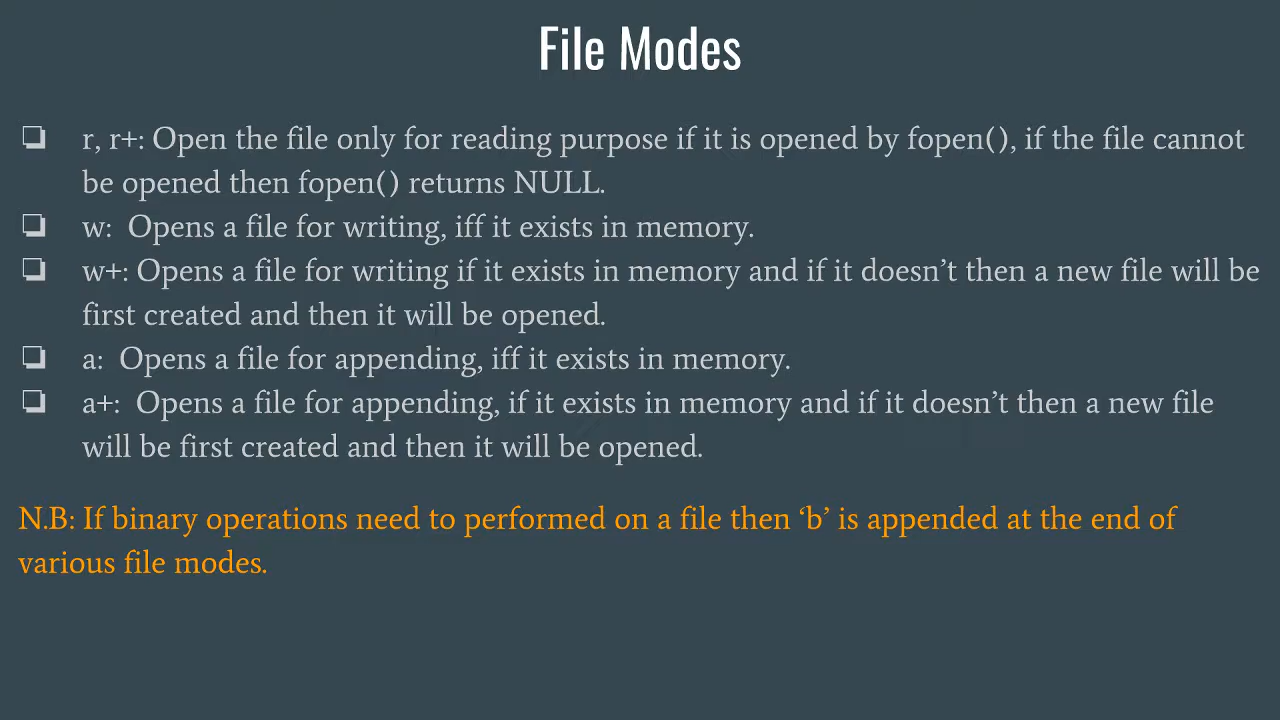 File Modes
❏ r, r+: Open the file only for reading purpose if it is opened by fopen(), if the file cannot
be opened then fopen() returns NULL.
❏ w:  Opens a file for writing, iff it exists in memory.
❏ w+: Opens a file for writing if it exists in memory and if it doesn’t then a new file will be
first created and then it will be opened.
❏ a:  Opens a file for appending, iff it exists in memory.
❏ a+:  Opens a file for appending, if it exists in memory and if it doesn’t then a new file
will be first created and then it will be opened.
N.B: If binary operations need to performed on a file then ‘b’ is appended at the end of
various file modes.